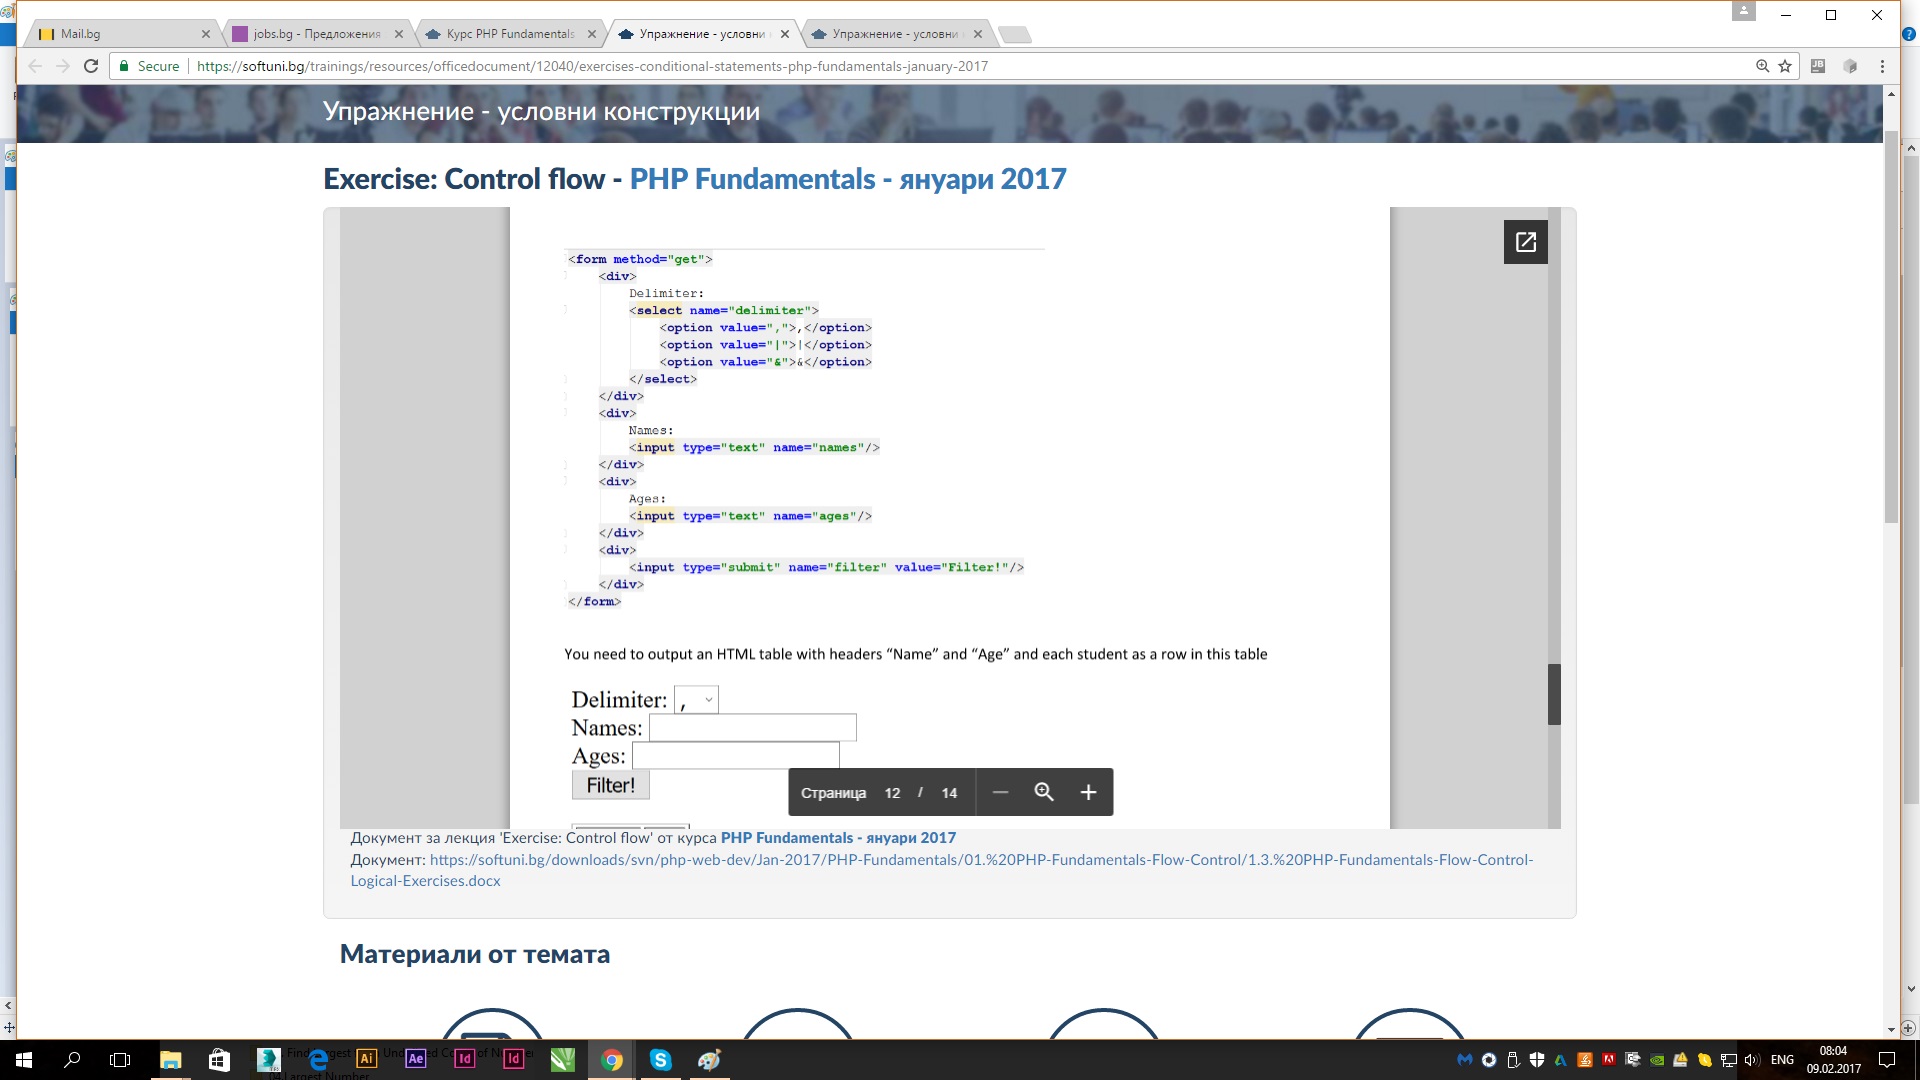 Mail.bg
jobs.bg - Предложения
Курс PHP Fundamentals
Упражнение - условни
Упражнение - условни
Secure
https://softuni.bg/trainings/resources/officedocument/12040/exercises-conditional-statements-php-fundamentals-january-2017
JB
Упражнение - условни конструкции
Exercise: Control flow - PHP Fundamentals - януари 2017
<form method="get">
<div>
Delimiter:
<select name="delimiter">
<option value=",">,</option>
<option value="|">|</option>
<option value="&">&</option>
</select>
</div>
<div>
Names:
<input type="text" name="names"/>
</div>
<div>
Ages:
<input type="text" name="ages"/>
</div>
<div>
<input type="submit" name="filter" value="Filter!"/>
</div>
</form>
You need to output an HTML table with headers “Name” and “Age” and each student as a row in this table
Delimiter: ,
Names:
Ages:
Filter!
Страница 12 / 14
Документ за лекция 'Exercise: Control flow' от курса PHP Fundamentals - януари 2017
Документ: https://softuni.bg/downloads/svn/php-web-dev/Jan-2017/PHP-Fundamentals/01.%20PHP-Fundamentals-Flow-Control/1.3.%20PHP-Fundamentals-Flow-Control-
Logical-Exercises.docx
Материали от темата
Ai
Ae
Id
Id
ENG
08:04
09.02.2017